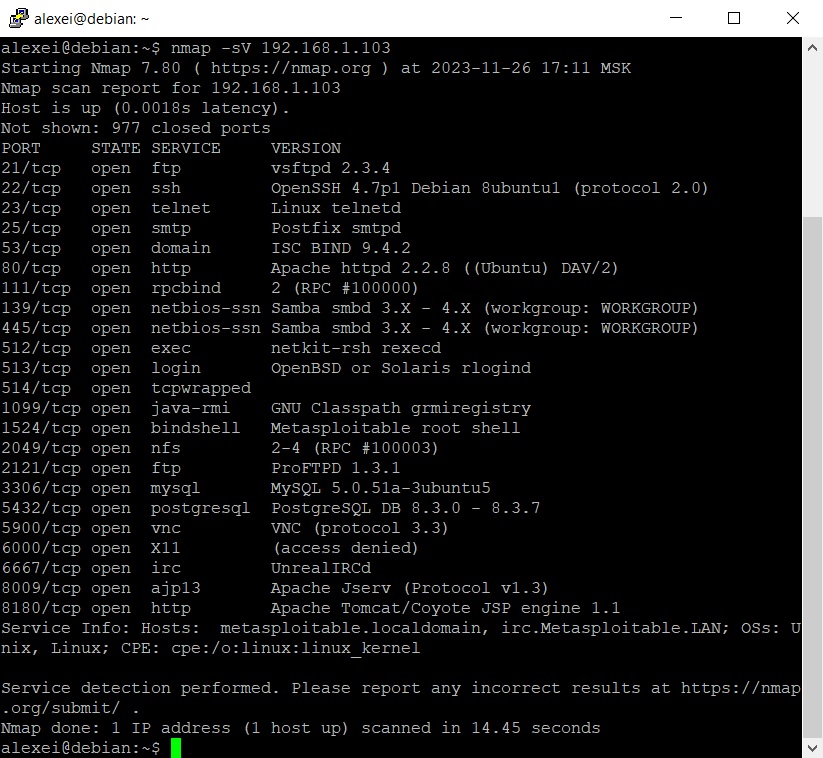 alexei@debian: ~
alexei@debian:~$ nmap -sV 192.168.1.103
Starting Nmap 7.80 ( https://nmap.org ) at 2023-11-26 17:11 MSK
Nmap scan report for 192.168.1.103
Host is up (0.0018s latency).
Not shown: 977 closed ports
PORT     STATE SERVICE     VERSION
21/tcp   open  ftp         vsftpd 2.3.4
22/tcp   open  ssh         OpenSSH 4.7p1 Debian 8ubuntu1 (protocol 2.0)
23/tcp   open  telnet      Linux telnetd
25/tcp   open  smtp        Postfix smtpd
53/tcp   open  domain      ISC BIND 9.4.2
80/tcp   open  http        Apache httpd 2.2.8 ((Ubuntu) DAV/2)
111/tcp  open  rpcbind     2 (RPC #100000)
139/tcp  open  netbios-ssn Samba smbd 3.X - 4.X (workgroup: WORKGROUP)
445/tcp  open  netbios-ssn Samba smbd 3.X - 4.X (workgroup: WORKGROUP)
512/tcp  open  exec        netkit-rsh rexecd
513/tcp  open  login       OpenBSD or Solaris rlogind
514/tcp  open  tcpwrapped
1099/tcp open  java-rmi    GNU Classpath grmiregistry
1524/tcp open  bindshell   Metasploitable root shell
2049/tcp open  nfs         2-4 (RPC #100003)
2121/tcp open  ftp         ProFTPD 1.3.1
3306/tcp open  mysql       MySQL 5.0.51a-3ubuntu5
5432/tcp open  postgresql  PostgreSQL DB 8.3.0 - 8.3.7
5900/tcp open  vnc         VNC (protocol 3.3)
6000/tcp open  X11         (access denied)
6667/tcp open  irc         UnrealIRCd
8009/tcp open  ajp13       Apache Jserv (Protocol v1.3)
8180/tcp open  http        Apache Tomcat/Coyote JSP engine 1.1
Service Info: Hosts:  metasploitable.localdomain, irc.Metasploitable.LAN; OSs: U
nix, Linux; CPE: cpe:/o:linux:linux_kernel

Service detection performed. Please report any incorrect results at https://nmap
.org/submit/ .
Nmap done: 1 IP address (1 host up) scanned in 14.45 seconds
alexei@debian:~$